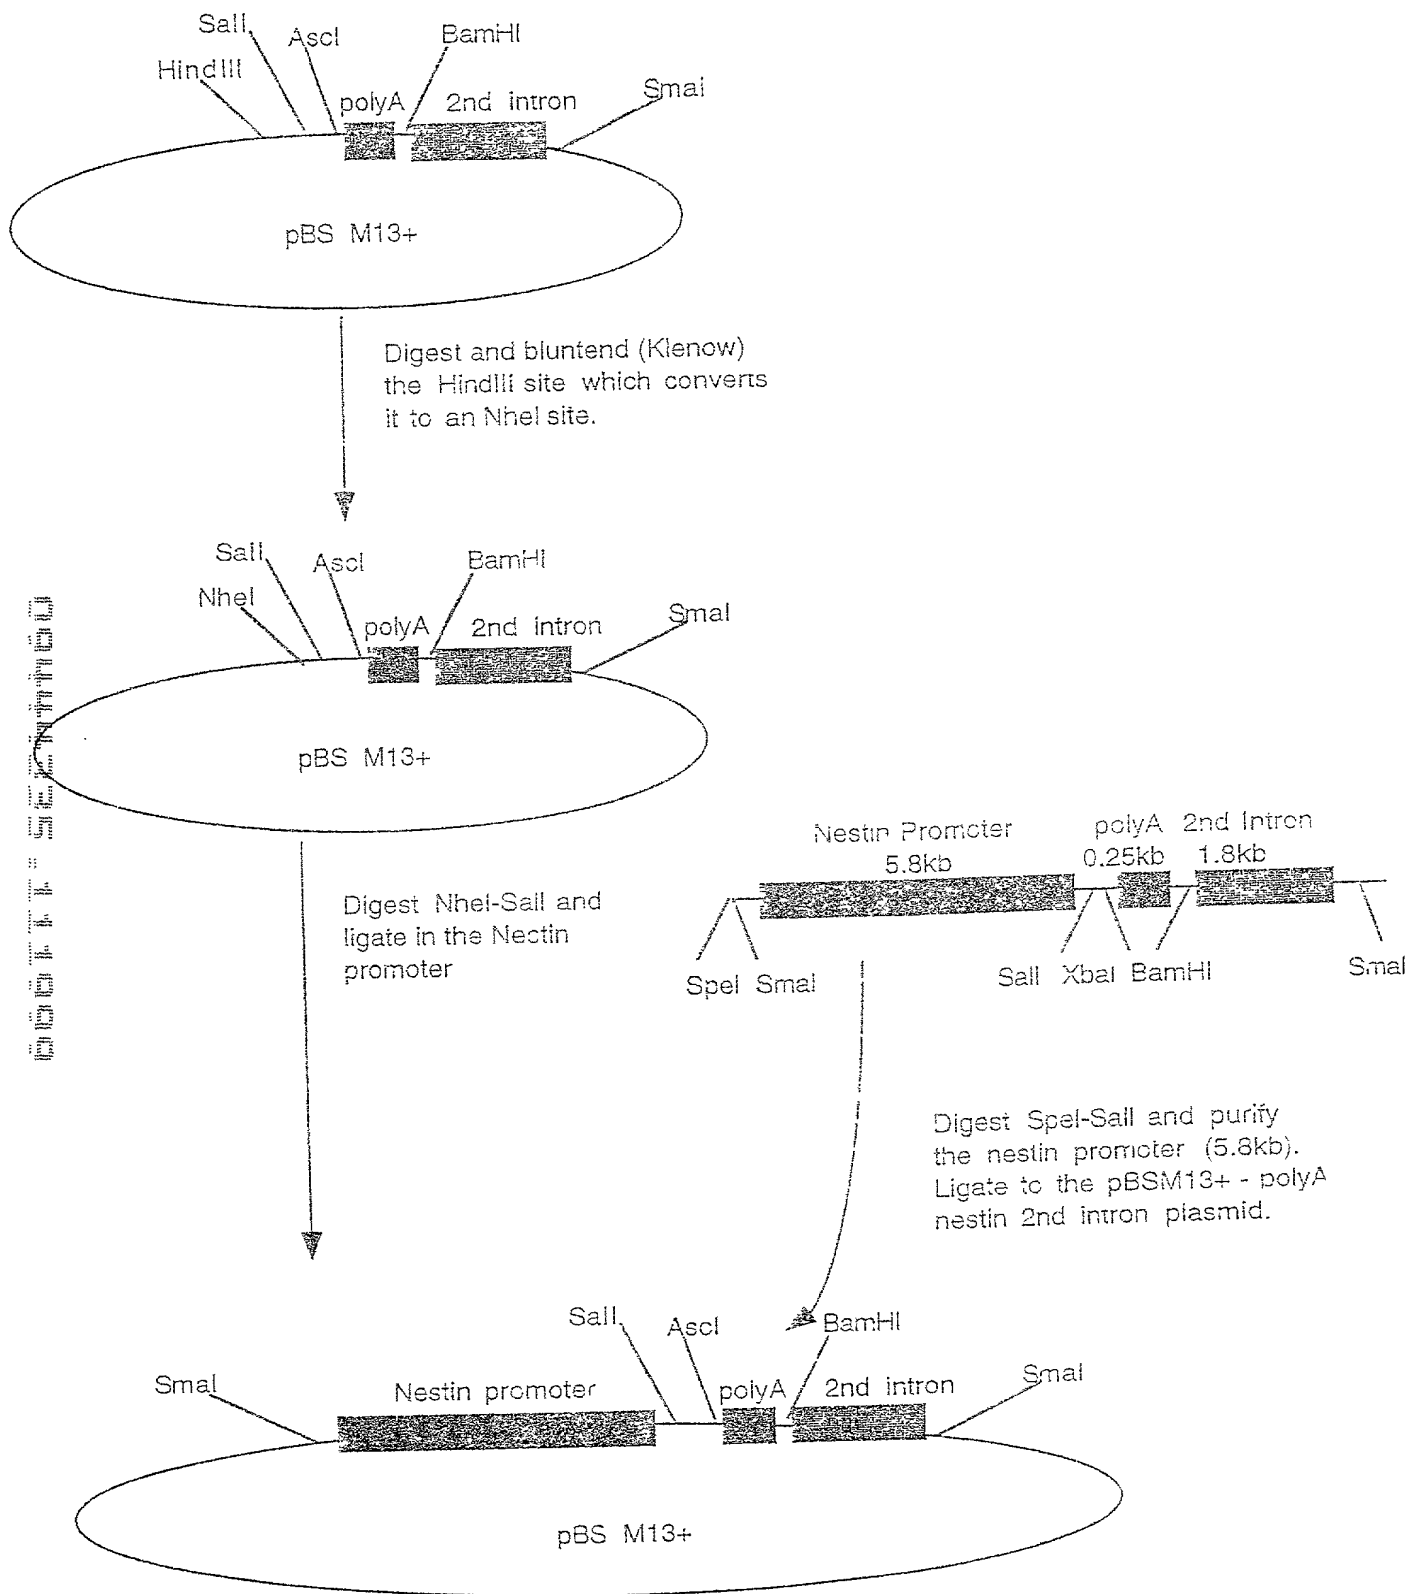 SalI
AscI
BamHI
HindIII
SmaI
polyA 2nd intron
pBS M13+
Digest and bluntend (Klenow)
the HindIII site which converts
it to an NheI site.
SalI
AscI
BamHI
NheI
SmaI
polyA 2nd intron
pBS M13+
Nestin Promoter
5.8kb
polyA 2nd Intron
0.25kb 1.8kb
Digest NheI-SalI and
ligate in the Nectin
promoter
SpeI SmaI
SalI XbaI BamHI
SmaI
Digest SpeI-SalI and purify
the nestin promoter (5.8kb).
Ligate to the pBSM13+ - polyA
nestin 2nd intron plasmid.
SalI
AscI
BamHI
SmaI
Nestin promoter
polyA 2nd intron
SmaI
pBS M13+